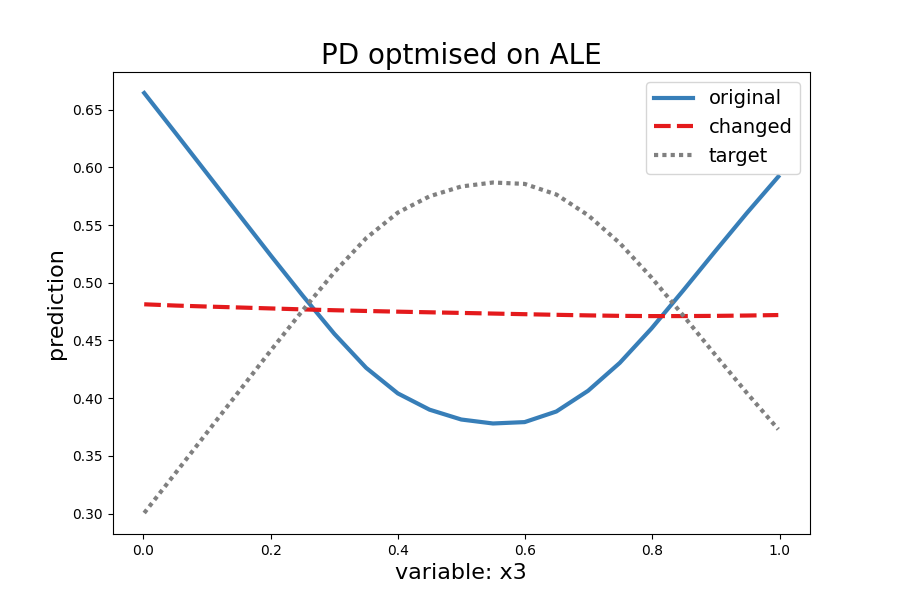 PD optmised on ALE
original
changed
target
0.65
0.60
0.55
0.50
0.45
0.40
0.35
0.30
prediction
0.0 0.2 0.4 0.6 0.8 1.0
variable: x3